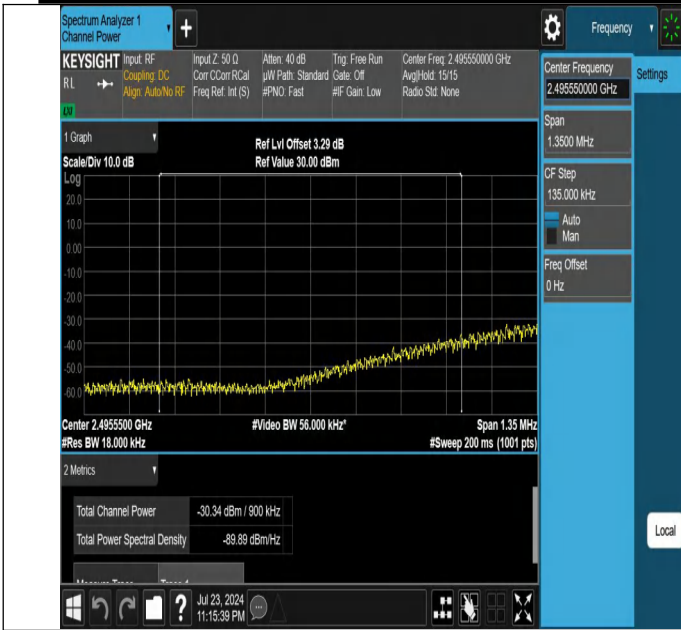 Spectrum Analyzer 1
Channel Power
Frequency
KEYSIGHT
RL
Input: RF
Coupling: DC
Align: Auto/No RF
Input Z: 50 Ω
Corr CCorr RCal
Freq Ref: Int (S)
Atten: 40 dB
µW Path: Standard
#PNO: Fast
Trig: Free Run
Gate: Off
#IF Gain: Low
Center Freq: 2.495550000 GHz
Avg|Hold: 15/15
Radio Std: None
Center Frequency
2.495550000 GHz
Settings
Span
1.3500 MHz
CF Step
135.000 kHz
Auto
Man
Freq Offset
0 Hz
1 Graph
Scale/Div 10.0 dB
Ref Lvl Offset 3.29 dB
Ref Value 30.00 dBm
Log
20.0
10.0
0.00
-10.0
-20.0
-30.0
-40.0
-50.0
-60.0
Center 2.4955500 GHz
#Video BW 56.000 kHz*
Span 1.35 MHz
#Res BW 18.000 kHz
#Sweep 200 ms (1001 pts)
2 Metrics
Total Channel Power
-30.34 dBm / 900 kHz
Total Power Spectral Density
-89.89 dBm/Hz
Local
?
Jul 23, 2024
11:15:39 PM